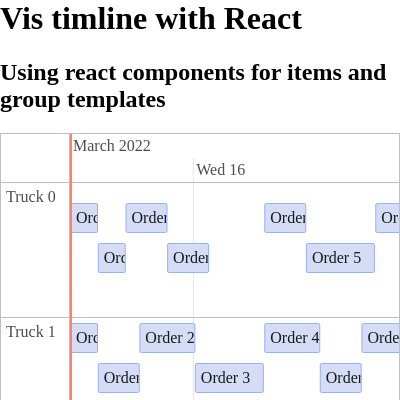 Vis timline with React
Using react components for items and
group templates
March 2022
Wed 16
Truck 0
Ord
Order
Order
Or
Ord
Order
Order 5
Truck 1
Ord
Order 2
Order 4
Orde
Order
Order 3
Order